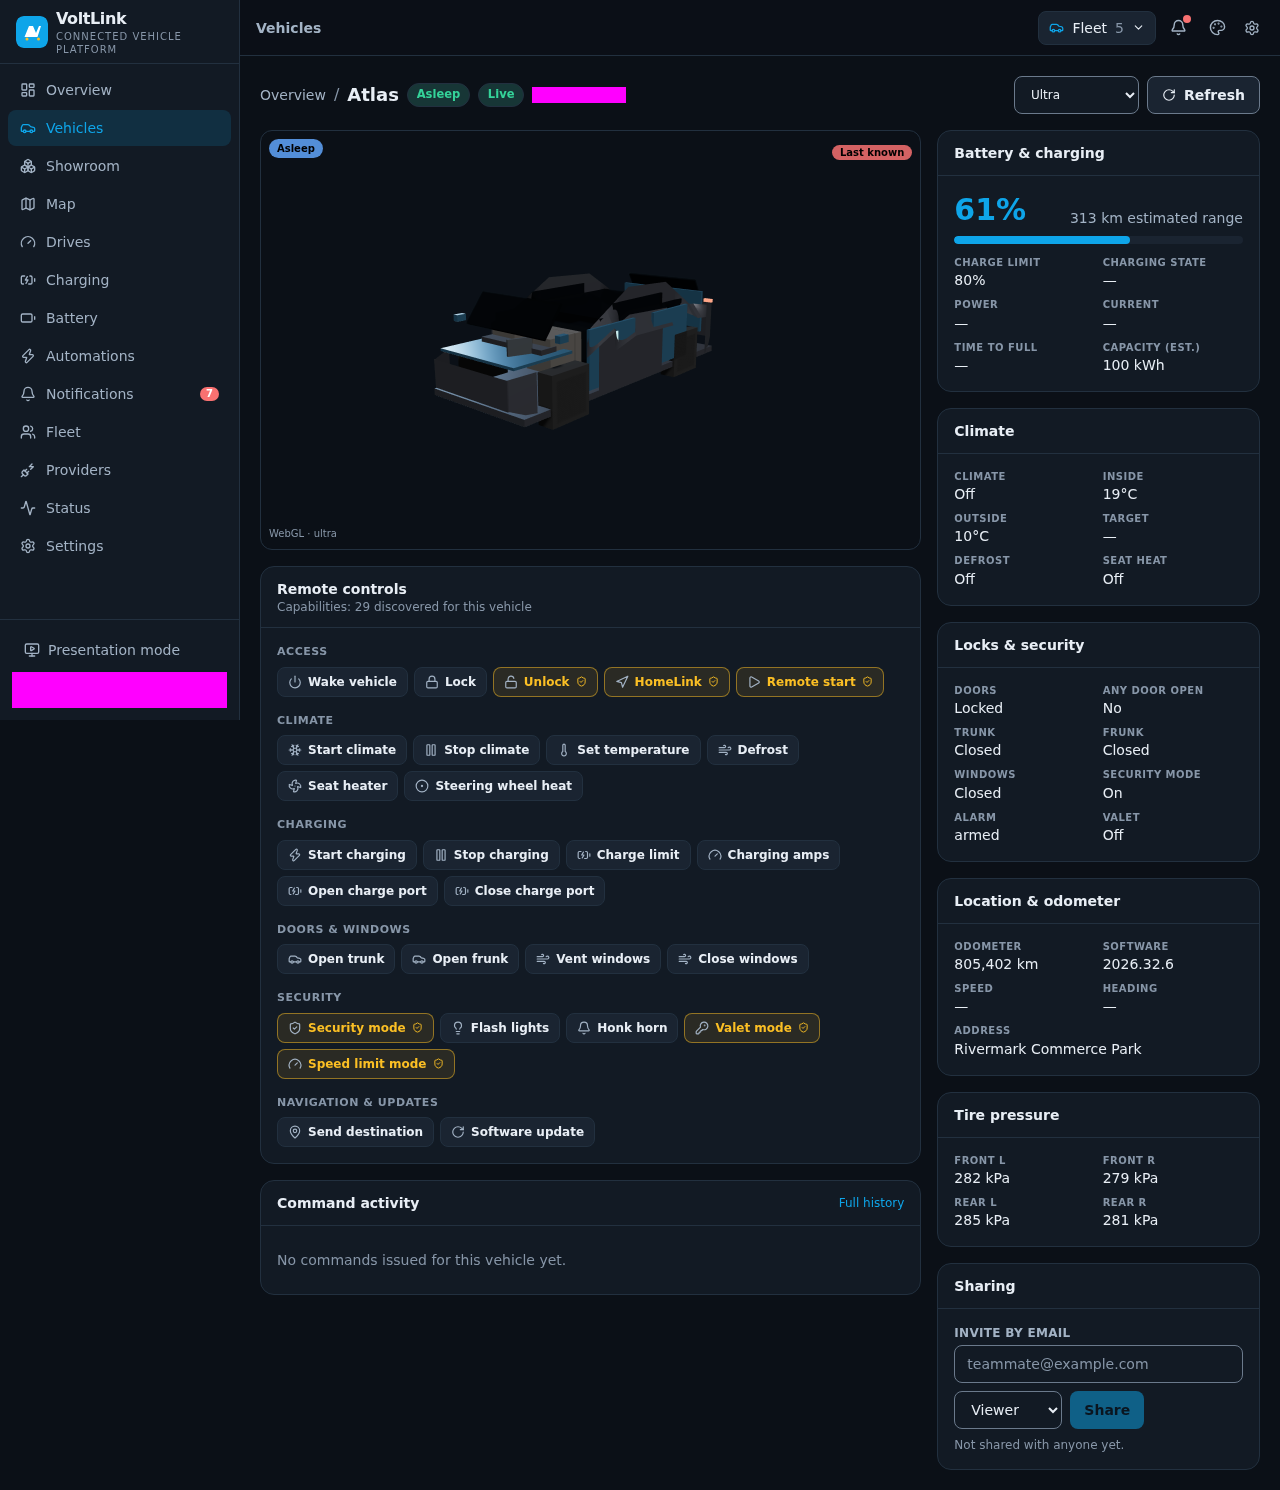 VoltLink
CONNECTED VEHICLE
PLATFORM
Overview
Vehicles
Showroom
Map
Drives
Charging
Battery
Automations
Notifications 7
Fleet
Providers
Status
Settings
Presentation mode
Vehicles
Fleet 5
Overview / Atlas Asleep Live
Ultra
Refresh
Asleep
Last known
WebGL · ultra
Remote controls
Capabilities: 29 discovered for this vehicle
ACCESS
Wake vehicle Lock Unlock HomeLink Remote start
CLIMATE
Start climate Stop climate Set temperature Defrost
Seat heater Steering wheel heat
CHARGING
Start charging Stop charging Charge limit Charging amps
Open charge port Close charge port
DOORS & WINDOWS
Open trunk Open frunk Vent windows Close windows
SECURITY
Security mode Flash lights Honk horn Valet mode
Speed limit mode
NAVIGATION & UPDATES
Send destination Software update
Command activity Full history
No commands issued for this vehicle yet.
Battery & charging
61% 313 km estimated range
CHARGE LIMIT CHARGING STATE
80% —
POWER CURRENT
— —
TIME TO FULL CAPACITY (EST.)
— 100 kWh
Climate
CLIMATE INSIDE
Off 19°C
OUTSIDE TARGET
10°C —
DEFROST SEAT HEAT
Off Off
Locks & security
DOORS ANY DOOR OPEN
Locked No
TRUNK FRUNK
Closed Closed
WINDOWS SECURITY MODE
Closed On
ALARM VALET
armed Off
Location & odometer
ODOMETER SOFTWARE
805,402 km 2026.32.6
SPEED HEADING
— —
ADDRESS
Rivermark Commerce Park
Tire pressure
FRONT L FRONT R
282 kPa 279 kPa
REAR L REAR R
285 kPa 281 kPa
Sharing
INVITE BY EMAIL
teammate@example.com
Viewer Share
Not shared with anyone yet.